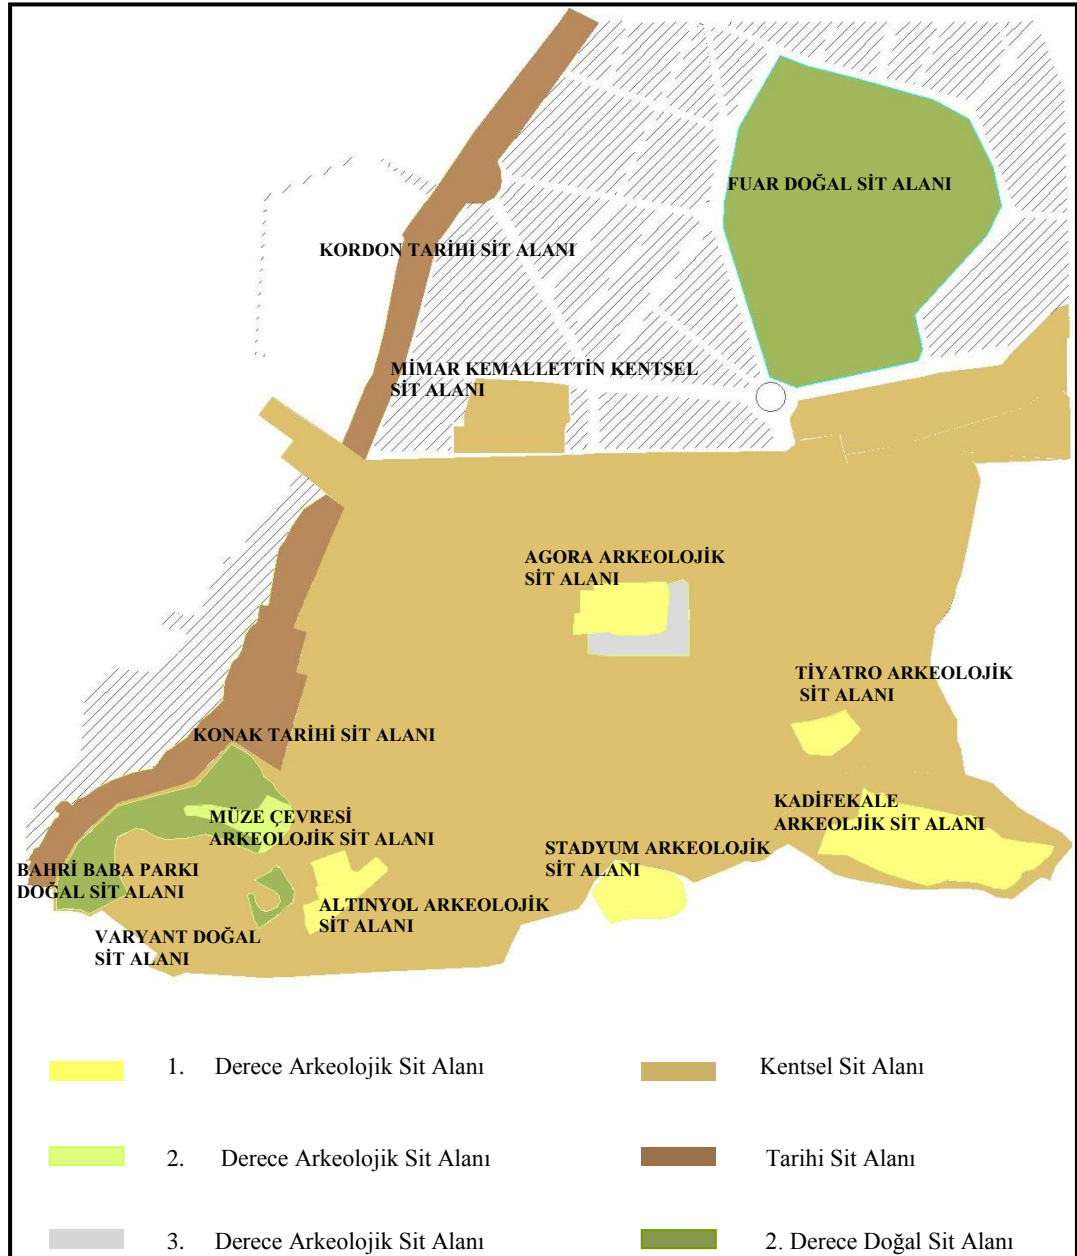 FUAR DOĞAL SİT ALANI
KORDON TARİHİ SİT ALANI
MİMAR KEMALLETTİN KENTSEL
SİT ALANI
AGORA ARKEOLOJİK
SİT ALANI
TİYATRO ARKEOLOJİK
SİT ALANI
KONAK TARİHİ SİT ALANI
KADİFEKALE
ARKEOLJİK SİT ALANI
MÜZE ÇEVRESİ
ARKEOLOJİK SİT ALANI
STADYUM ARKEOLOJİK
SİT ALANI
BAHRİ BABA PARKI
DOĞAL SİT ALANI
ALTINYOL ARKEOLOJİK
SİT ALANI
VARYANT DOĞAL
SİT ALANI
1. Derece Arkeolojik Sit Alanı
Kentsel Sit Alanı
2. Derece Arkeolojik Sit Alanı
Tarihi Sit Alanı
3. Derece Arkeolojik Sit Alanı
2. Derece Doğal Sit Alanı